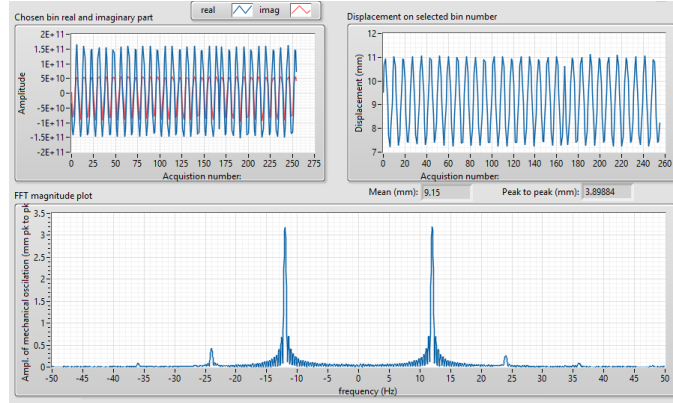 Chosen bin real and imaginary part
real
imag
Displacement on selected bin number
2E+11
1.5E+11
1E+11
5E+10
0
-5E+10
-1E+11
-1.5E+11
-2E+11
Amplitude
0 25 50 75 100 125 150 175 200 225 250 275
Acquistion number:
12
11
10
9
8
7
Displacement (mm)
0 20 40 60 80 100 120 140 160 180 200 220 240 260
Acquisition number:
Mean (mm): 9.15
Peak to peak (mm): 3.89884
FFT magnitude plot
3.5
3
2.5
2
1.5
1
0.5
0
Ampl. of mechanical oscilation (mm pk to pk
-50 -45 -40 -35 -30 -25 -20 -15 -10 -5 0 5 10 15 20 25 30 35 40 45 50
frequency (Hz)